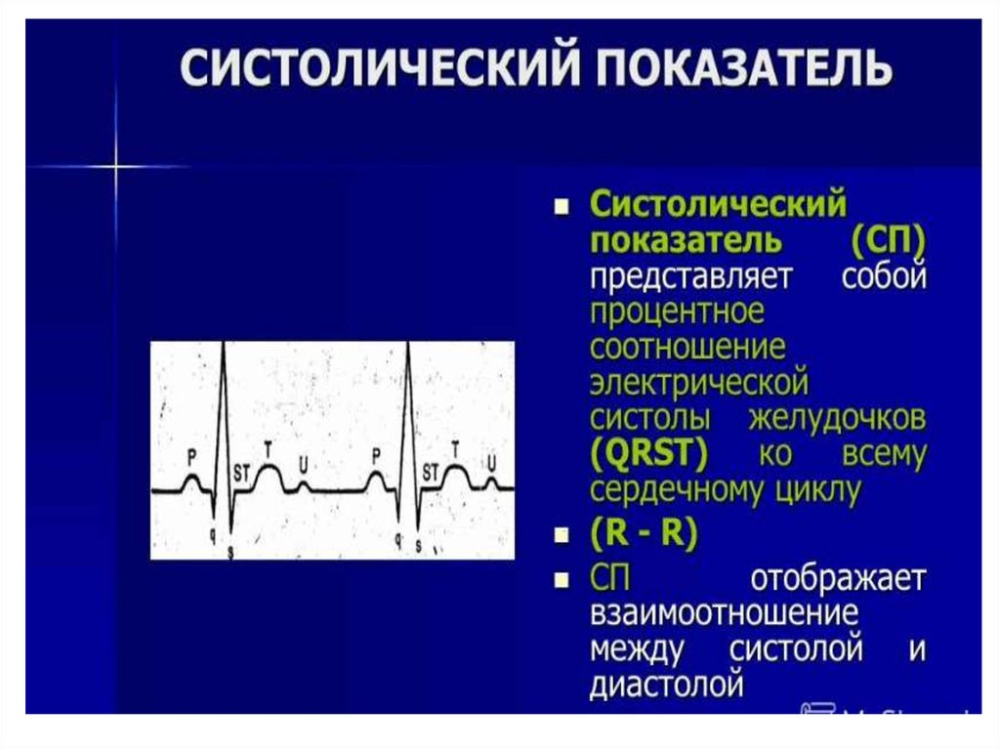 СИСТОЛИЧЕСКИЙ ПОКАЗАТЕЛЬ
Систолический
показатель (СП)
представляет собой
процентное
соотношение
электрической
систолы желудочков
(QRST) ко всему
сердечному циклу
(R - R)
СП отображает
взаимоотношение
между систолой и
диастолой
P ST T U P ST T U
q s q s